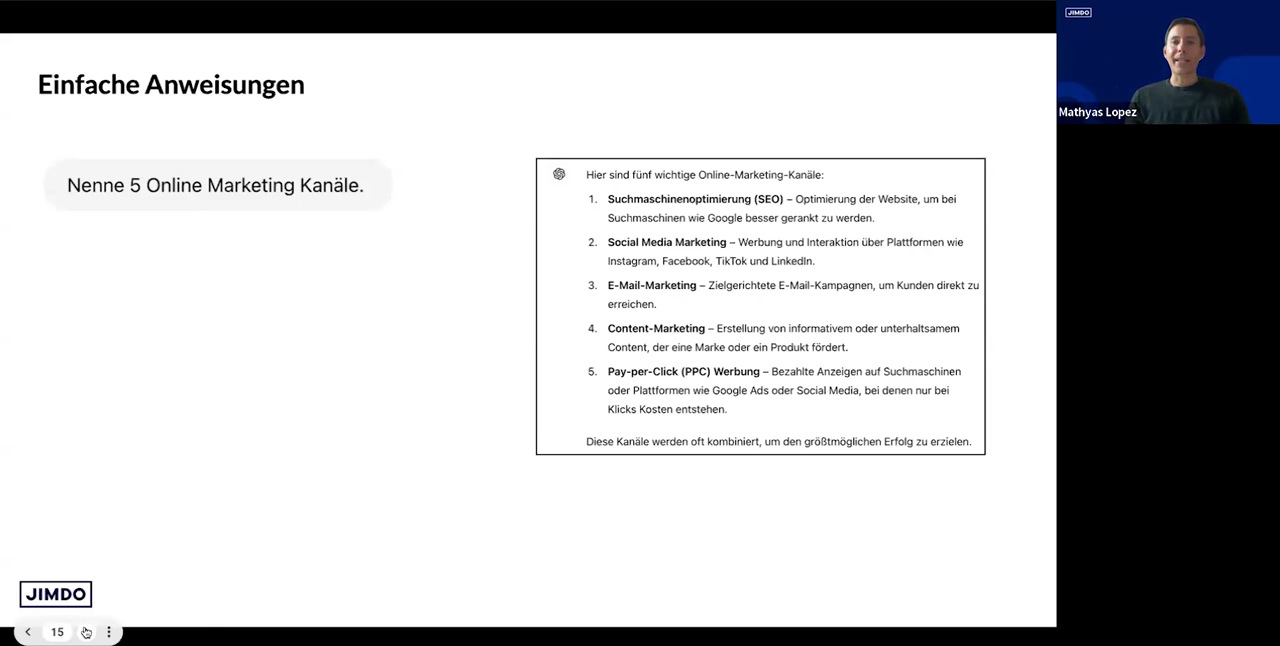 Einfache Anweisungen
Nenne 5 Online Marketing Kanäle.
Hier sind fünf wichtige Online-Marketing-Kanäle:
1. Suchmaschinenoptimierung (SEO) – Optimierung der Website, um bei
Suchmaschinen wie Google besser gerankt zu werden.
2. Social Media Marketing – Werbung und Interaktion über Plattformen wie
Instagram, Facebook, TikTok und LinkedIn.
3. E-Mail-Marketing – Zielgerichtete E-Mail-Kampagnen, um Kunden direkt zu
erreichen.
4. Content-Marketing – Erstellung von informativem oder unterhaltsamem
Content, der eine Marke oder ein Produkt fördert.
5. Pay-per-Click (PPC) Werbung – Bezahlte Anzeigen auf Suchmaschinen
oder Plattformen wie Google Ads oder Social Media, bei denen nur bei
Klicks Kosten entstehen.
Diese Kanäle werden oft kombiniert, um den größtmöglichen Erfolg zu erzielen.
JIMDO
15
JIMDO
Mathyas Lopez